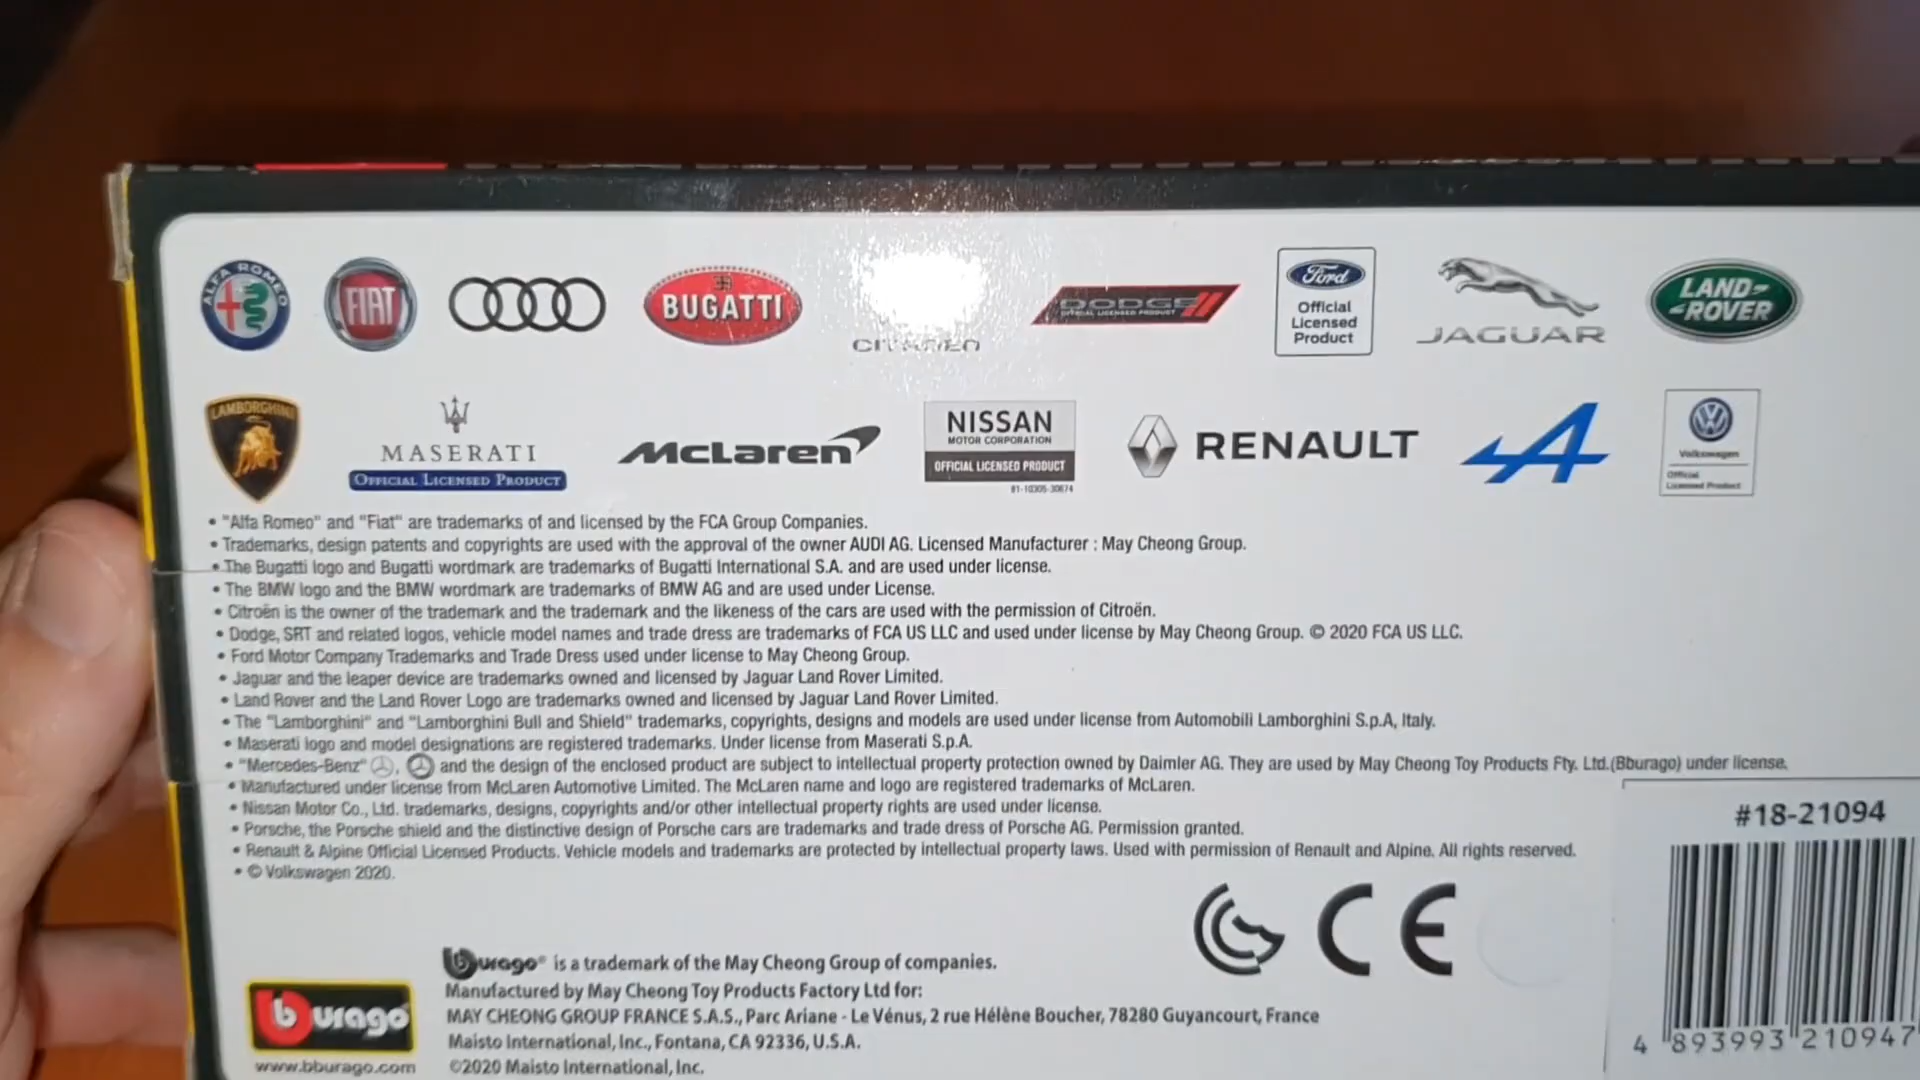 ALFA ROMEO
FIAT
BUGATTI
CITROËN
DODGE
OFFICIAL LICENSED PRODUCT
Ford
Official
Licensed
Product
JAGUAR
LAND-
-ROVER
LAMBORGHINI
MASERATI
OFFICIAL LICENSED PRODUCT
McLaren
NISSAN
MOTOR CORPORATION
OFFICIAL LICENSED PRODUCT
RENAULT
A
Volkswagen
Official
Licensed Product
• "Alfa Romeo" and "Fiat" are trademarks of and licensed by the FCA Group Companies.
• Trademarks, design patents and copyrights are used with the approval of the owner AUDI AG. Licensed Manufacturer : May Cheong Group.
• The Bugatti logo and Bugatti wordmark are trademarks of Bugatti International S.A. and are used under license.
• The BMW logo and the BMW wordmark are trademarks of BMW AG and are used under License.
• Citroën is the owner of the trademark and the trademark and the likeness of the cars are used with the permission of Citroën.
• Dodge, SRT and related logos, vehicle model names and trade dress are trademarks of FCA US LLC and used under license by May Cheong Group. © 2020 FCA US LLC.
• Ford Motor Company Trademarks and Trade Dress used under license to May Cheong Group.
• Jaguar and the leaper device are trademarks owned and licensed by Jaguar Land Rover Limited.
• Land Rover and the Land Rover Logo are trademarks owned and licensed by Jaguar Land Rover Limited.
• The "Lamborghini" and "Lamborghini Bull and Shield" trademarks, copyrights, designs and models are used under license from Automobili Lamborghini S.p.A, Italy.
• Maserati logo and model designations are registered trademarks. Under license from Maserati S.p.A.
• "Mercedes-Benz" , and the design of the enclosed product are subject to intellectual property protection owned by Daimler AG. They are used by May Cheong Toy Products Fty. Ltd.(Bburago) under license.
• Manufactured under license from McLaren Automotive Limited. The McLaren name and logo are registered trademarks of McLaren.
• Nissan Motor Co., Ltd. trademarks, designs, copyrights and/or other intellectual property rights are used under license.
• Porsche, the Porsche shield and the distinctive design of Porsche cars are trademarks and trade dress of Porsche AG. Permission granted.
• Renault & Alpine Official Licensed Products. Vehicle models and trademarks are protected by intellectual property laws. Used with permission of Renault and Alpine. All rights reserved.
• © Volkswagen 2020.
#18-21094
CE
burago® is a trademark of the May Cheong Group of companies.
Manufactured by May Cheong Toy Products Factory Ltd for:
MAY CHEONG GROUP FRANCE S.A.S., Parc Ariane - Le Vénus, 2 rue Hélène Boucher, 78280 Guyancourt, France
Maisto International, Inc., Fontana, CA 92336, U.S.A.
©2020 Maisto International, Inc.
burago
www.bburago.com
4 893993 210947